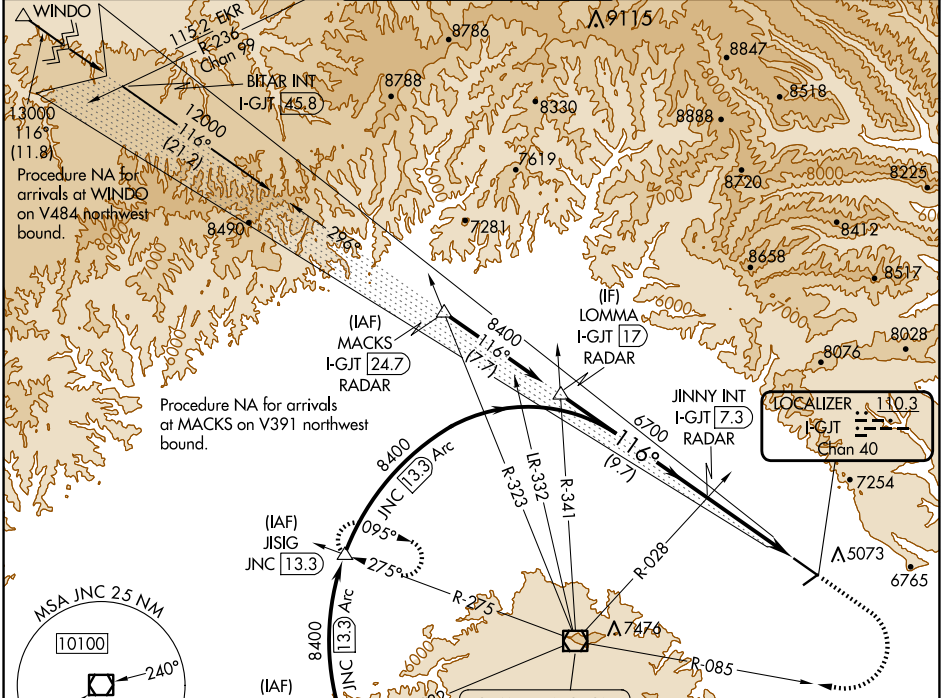 WINDO
115.2 EKR
R-236
Chan 99
BITAR INT
I-GJT 45.8
13000
116°
(11.8)
12000
116°
(21.2)
Procedure NA for
arrivals at WINDO
on V484 northwest
bound.
8490
296°
9115
8786
8788
8330
7619
7281
8847
8518
8888
8720
8000
8225
8412
8658
8517
6000
6000
6000
8028
8076
(IAF)
MACKS
I-GJT 24.7
RADAR
8400
116°
(7.7)
(IF)
LOMMA
I-GJT 17
RADAR
JINNY INT
I-GJT 7.3
RADAR
6700
116°
(9.7)
LOCALIZER 110.3
I-GJT
Chan 40
7254
Procedure NA for arrivals
at MACKS on V391 northwest
bound.
8400
JNC 13.3 Arc
R-323
LR-332
R-341
R-028
(IAF)
JISIG
JNC 13.3
095°
275°
R-275
5073
6765
MSA JNC 25 NM
10100
240°
8400
JNC 13.3 Arc
(IAF)
7476
R-085